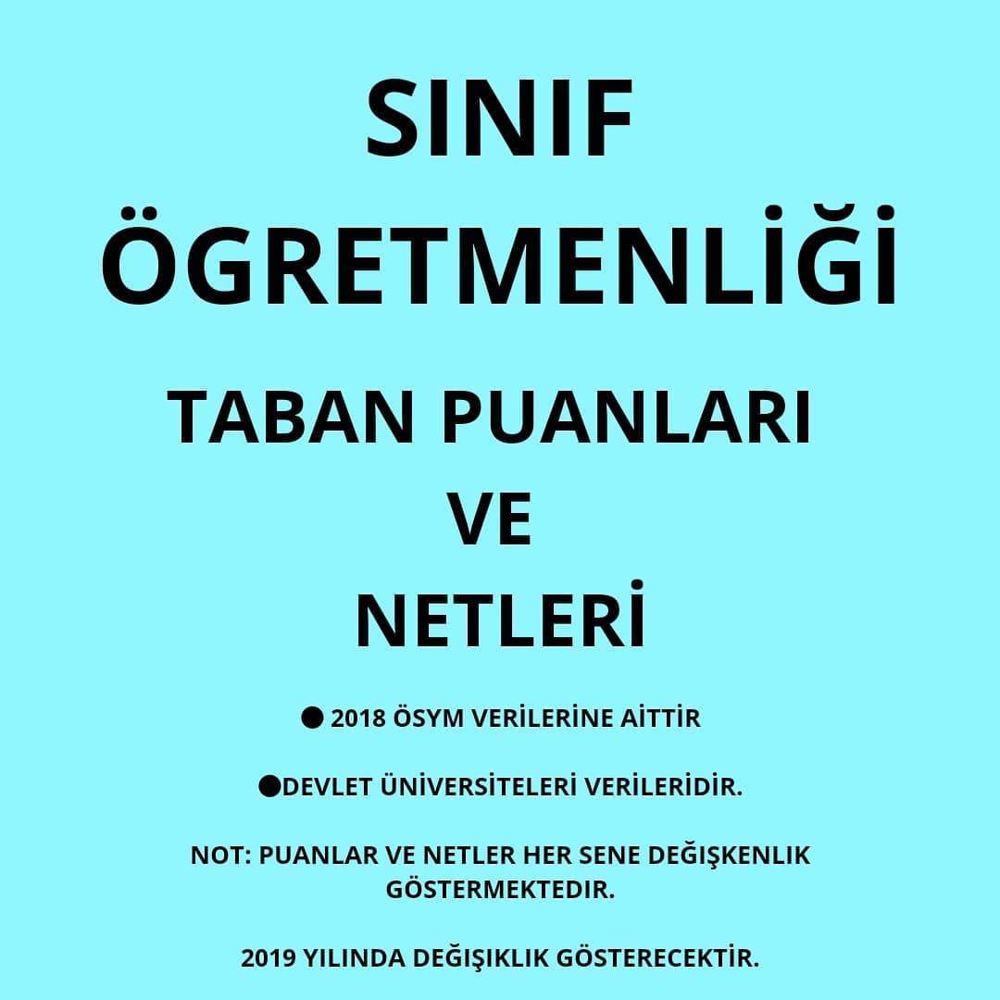 SINIF
ÖGRETMENLİĞİ
TABAN PUANLARI
VE
NETLERİ
● 2018 ÖSYM VERİLERİNE AİTTİR
●DEVLET ÜNİVERSİTELERİ VERİLERİDİR.
NOT: PUANLAR VE NETLER HER SENE DEĞIŞKENLIK
GÖSTERMEKTEDIR.
2019 YILINDA DEĞIŞIKLIK GÖSTERECEKTİR.